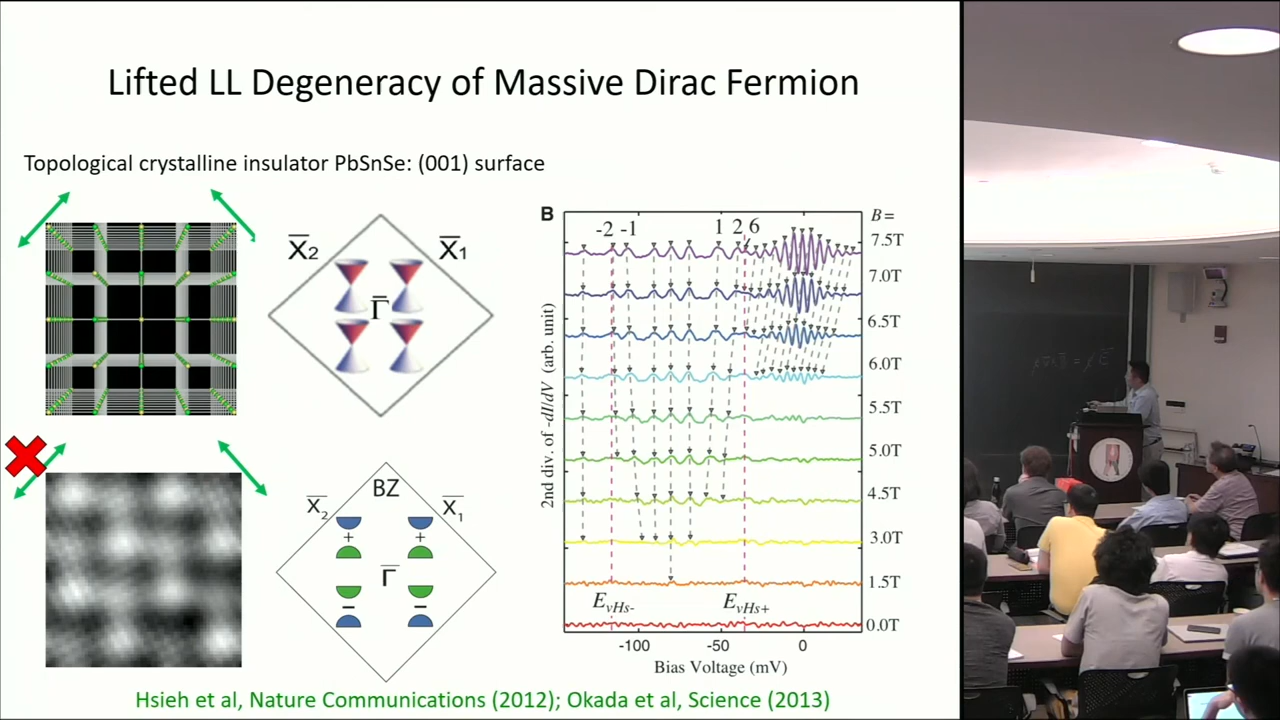 Lifted LL Degeneracy of Massive Dirac Fermion
Topological crystalline insulator PbSnSe: (001) surface
X̅2
X̅1
Γ̅
BZ
X̅2
X̅1
+
+
Γ̅
−
−
B
-2 -1
1 2 6
B=
7.5T
7.0T
6.5T
6.0T
5.5T
5.0T
4.5T
3.0T
1.5T
0.0T
2nd div. of -dI/dV (arb. unit)
EvHs-
EvHs+
-100
-50
0
Bias Voltage (mV)
Hsieh et al, Nature Communications (2012); Okada et al, Science (2013)